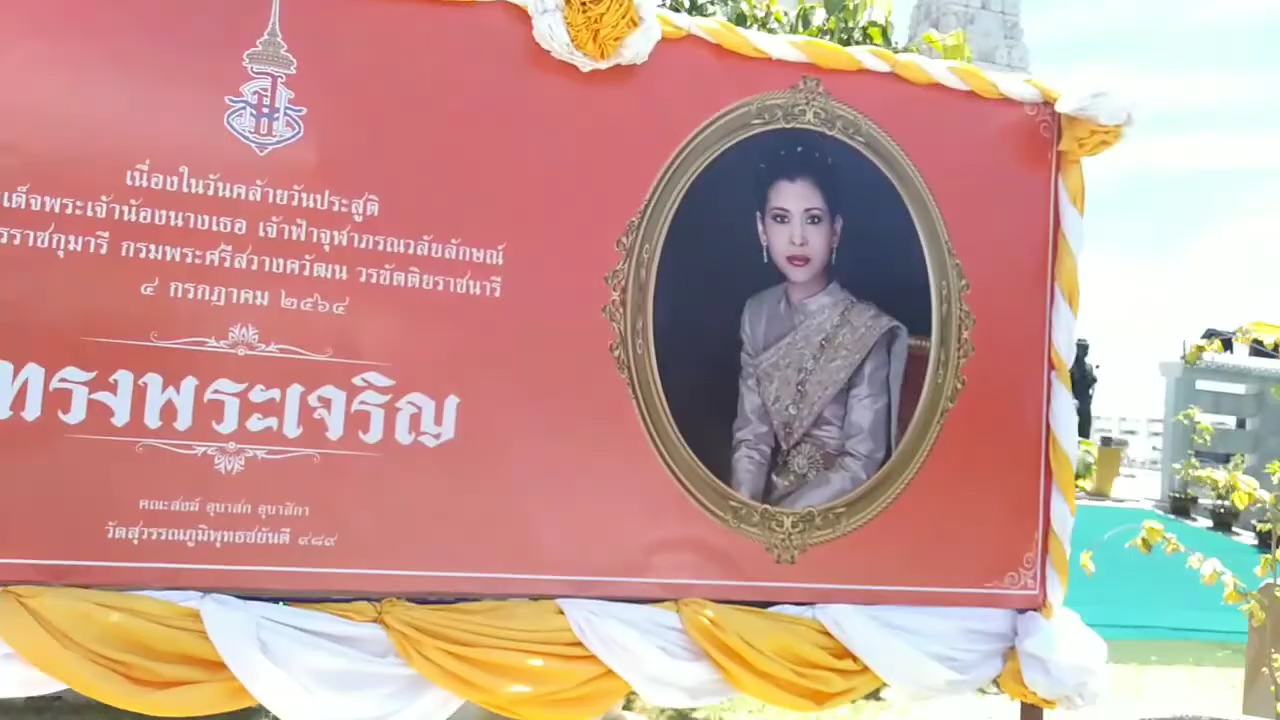 เนื่องในวันคล้ายวันประสูติ
เด็จพระเจ้าน้องนางเธอ เจ้าฟ้าจุฬาภรณวลัยลักษณ์
รราชกุมารี กรมพระศรีสวางควัฒน วรขัตติยราชนารี
๔ กรกฎาคม ๒๕๖๔
ทรงพระเจริญ
คณะสงฆ์ อุบาสก อุบาสิกา
วัดสุวรรณภูมิพุทธชยันตี ๙๘๙